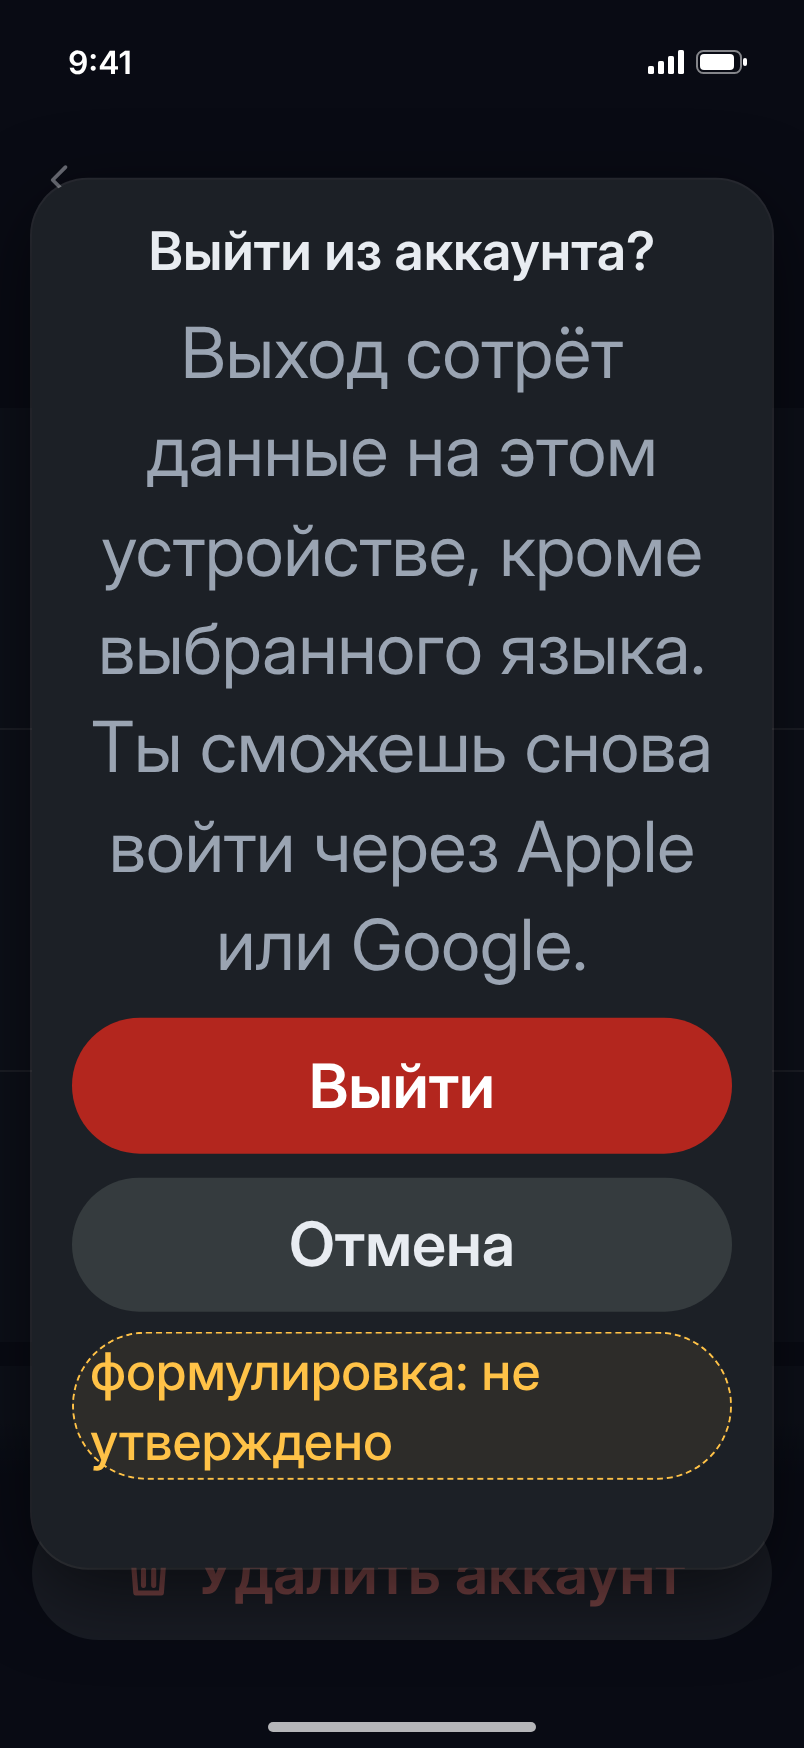 9:41
Выйти из аккаунта?
Выход сотрёт
данные на этом
устройстве, кроме
выбранного языка.
Ты сможешь снова
войти через Apple
или Google.
Выйти
Отмена
формулировка: не
утверждено
Удалить аккаунт